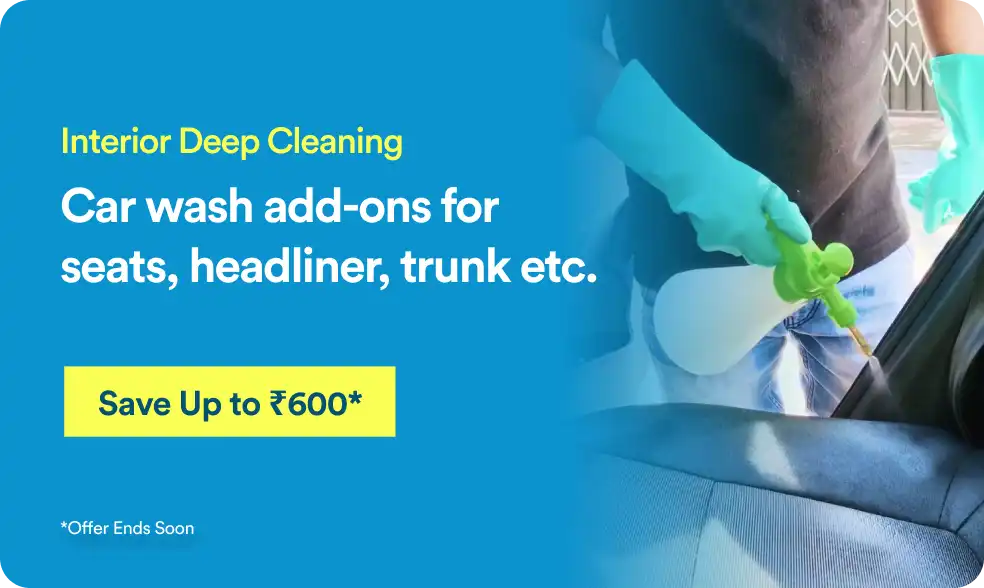 Interior Deep Cleaning
Car wash add-ons for
seats, headliner, trunk etc.
Save Up to ₹600*
*Offer Ends Soon